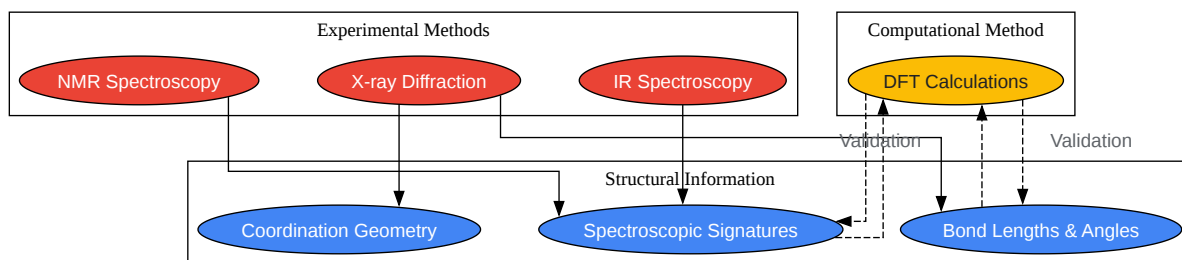 Experimental Methods
Computational Method
NMR Spectroscopy
X-ray Diffraction
IR Spectroscopy
DFT Calculations
Validation
Validation
Structural Information
Coordination Geometry
Spectroscopic Signatures
Bond Lengths & Angles